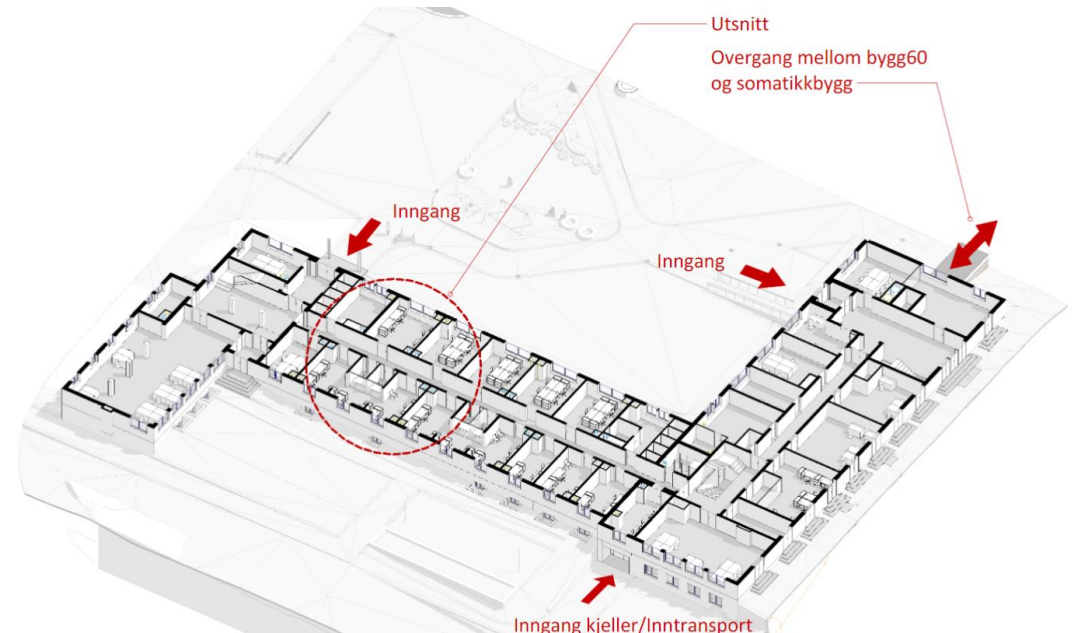 Utsnitt
Overgang mellom bygg60
og somatikkbygg
Inngang
Inngang
Inngang kjeller/Inntransport